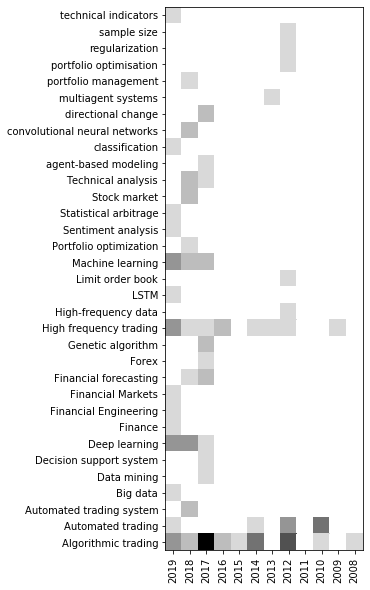 technical indicators
sample size
regularization
portfolio optimisation
portfolio management
multiagent systems
directional change
convolutional neural networks
classification
agent-based modeling
Technical analysis
Stock market
Statistical arbitrage
Sentiment analysis
Portfolio optimization
Machine learning
Limit order book
LSTM
High-frequency data
High frequency trading
Genetic algorithm
Forex
Financial forecasting
Financial Markets
Financial Engineering
Finance
Deep learning
Decision support system
Data mining
Big data
Automated trading system
Automated trading
Algorithmic trading
2019 2018 2017 2016 2015 2014 2013 2012 2011 2010 2009 2008